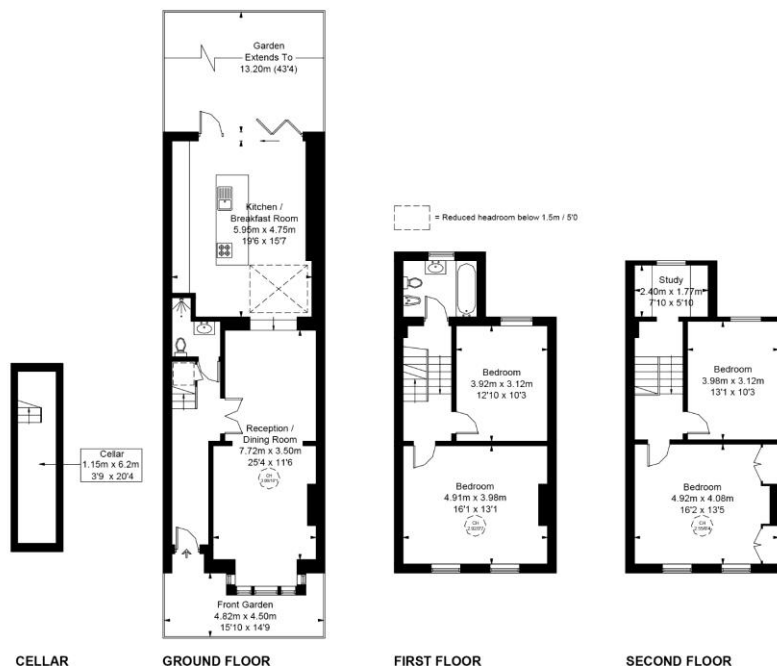 Garden
Extends To
13.20m (43'4)
Kitchen /
Breakfast Room
5.95m x 4.75m
19'6 x 15'7
= Reduced headroom below 1.5m / 5'0
Study
2.40m x 1.77m
7'10 x 5'10
Bedroom
3.92m x 3.12m
12'10 x 10'3
Bedroom
3.98m x 3.12m
13'1 x 10'3
Reception /
Dining Room
7.72m x 3.50m
25'4 x 11'6
CH
Cellar
1.15m x 6.2m
3'9 x 20'4
Bedroom
4.91m x 3.98m
16'1 x 13'1
CH
Bedroom
4.92m x 4.08m
16'2 x 13'5
CH
Front Garden
4.82m x 4.50m
15'10 x 14'9
CELLAR
GROUND FLOOR
FIRST FLOOR
SECOND FLOOR